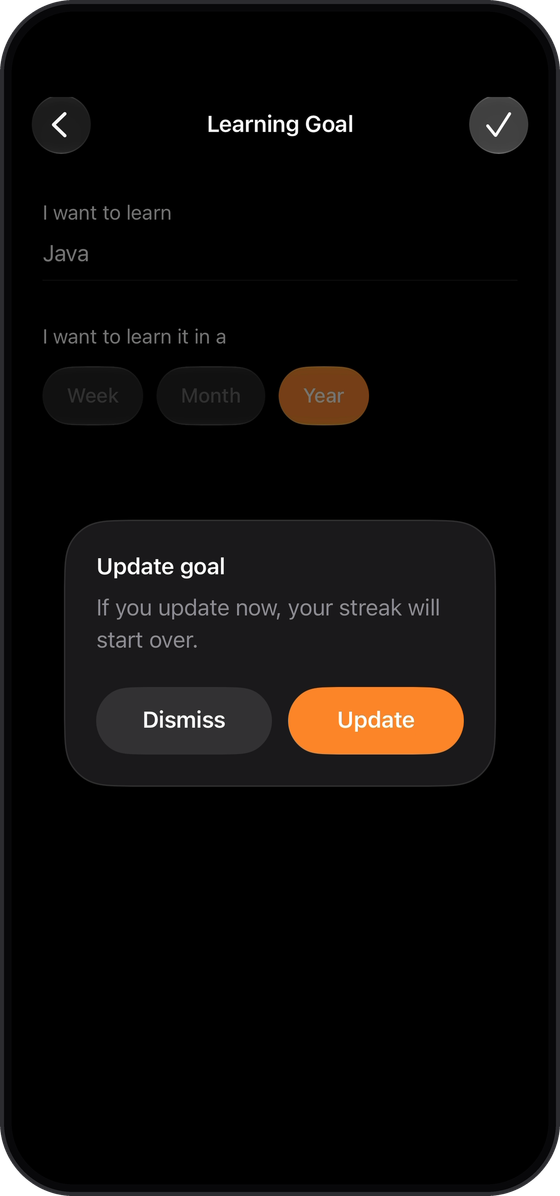 Learning Goal
I want to learn
Java
I want to learn it in a
Week Month Year
Update goal
If you update now, your streak will
start over.
Dismiss Update